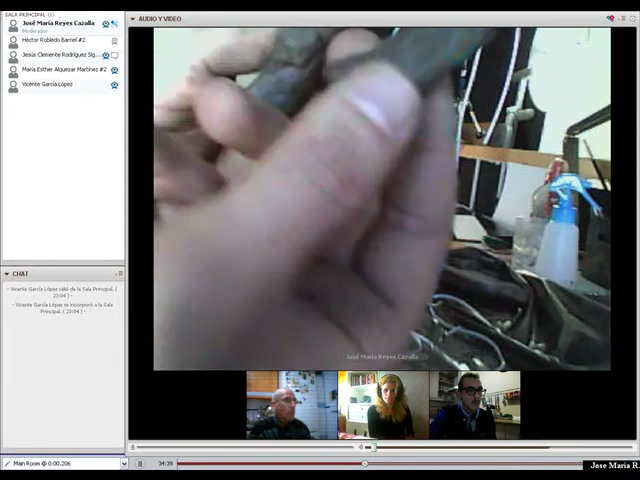 SALA PRINCIPAL (5)
José María Reyes Cazalla
Moderador
Héctor Robledo Barriel #2
Jesús Clemente Rodríguez Sig...
María Esther Alquezar Martínez #2
Vicente García López
AUDIO Y VIDEO
José María Reyes Cazalla
CHAT
- Vicente García López salió de la Sala Principal. (
23:04 ) -
- Vicente García López se incorporó a la Sala
Principal. ( 23:04 ) -
Main Room @ 0:00.206
34:39
Jose Maria R.